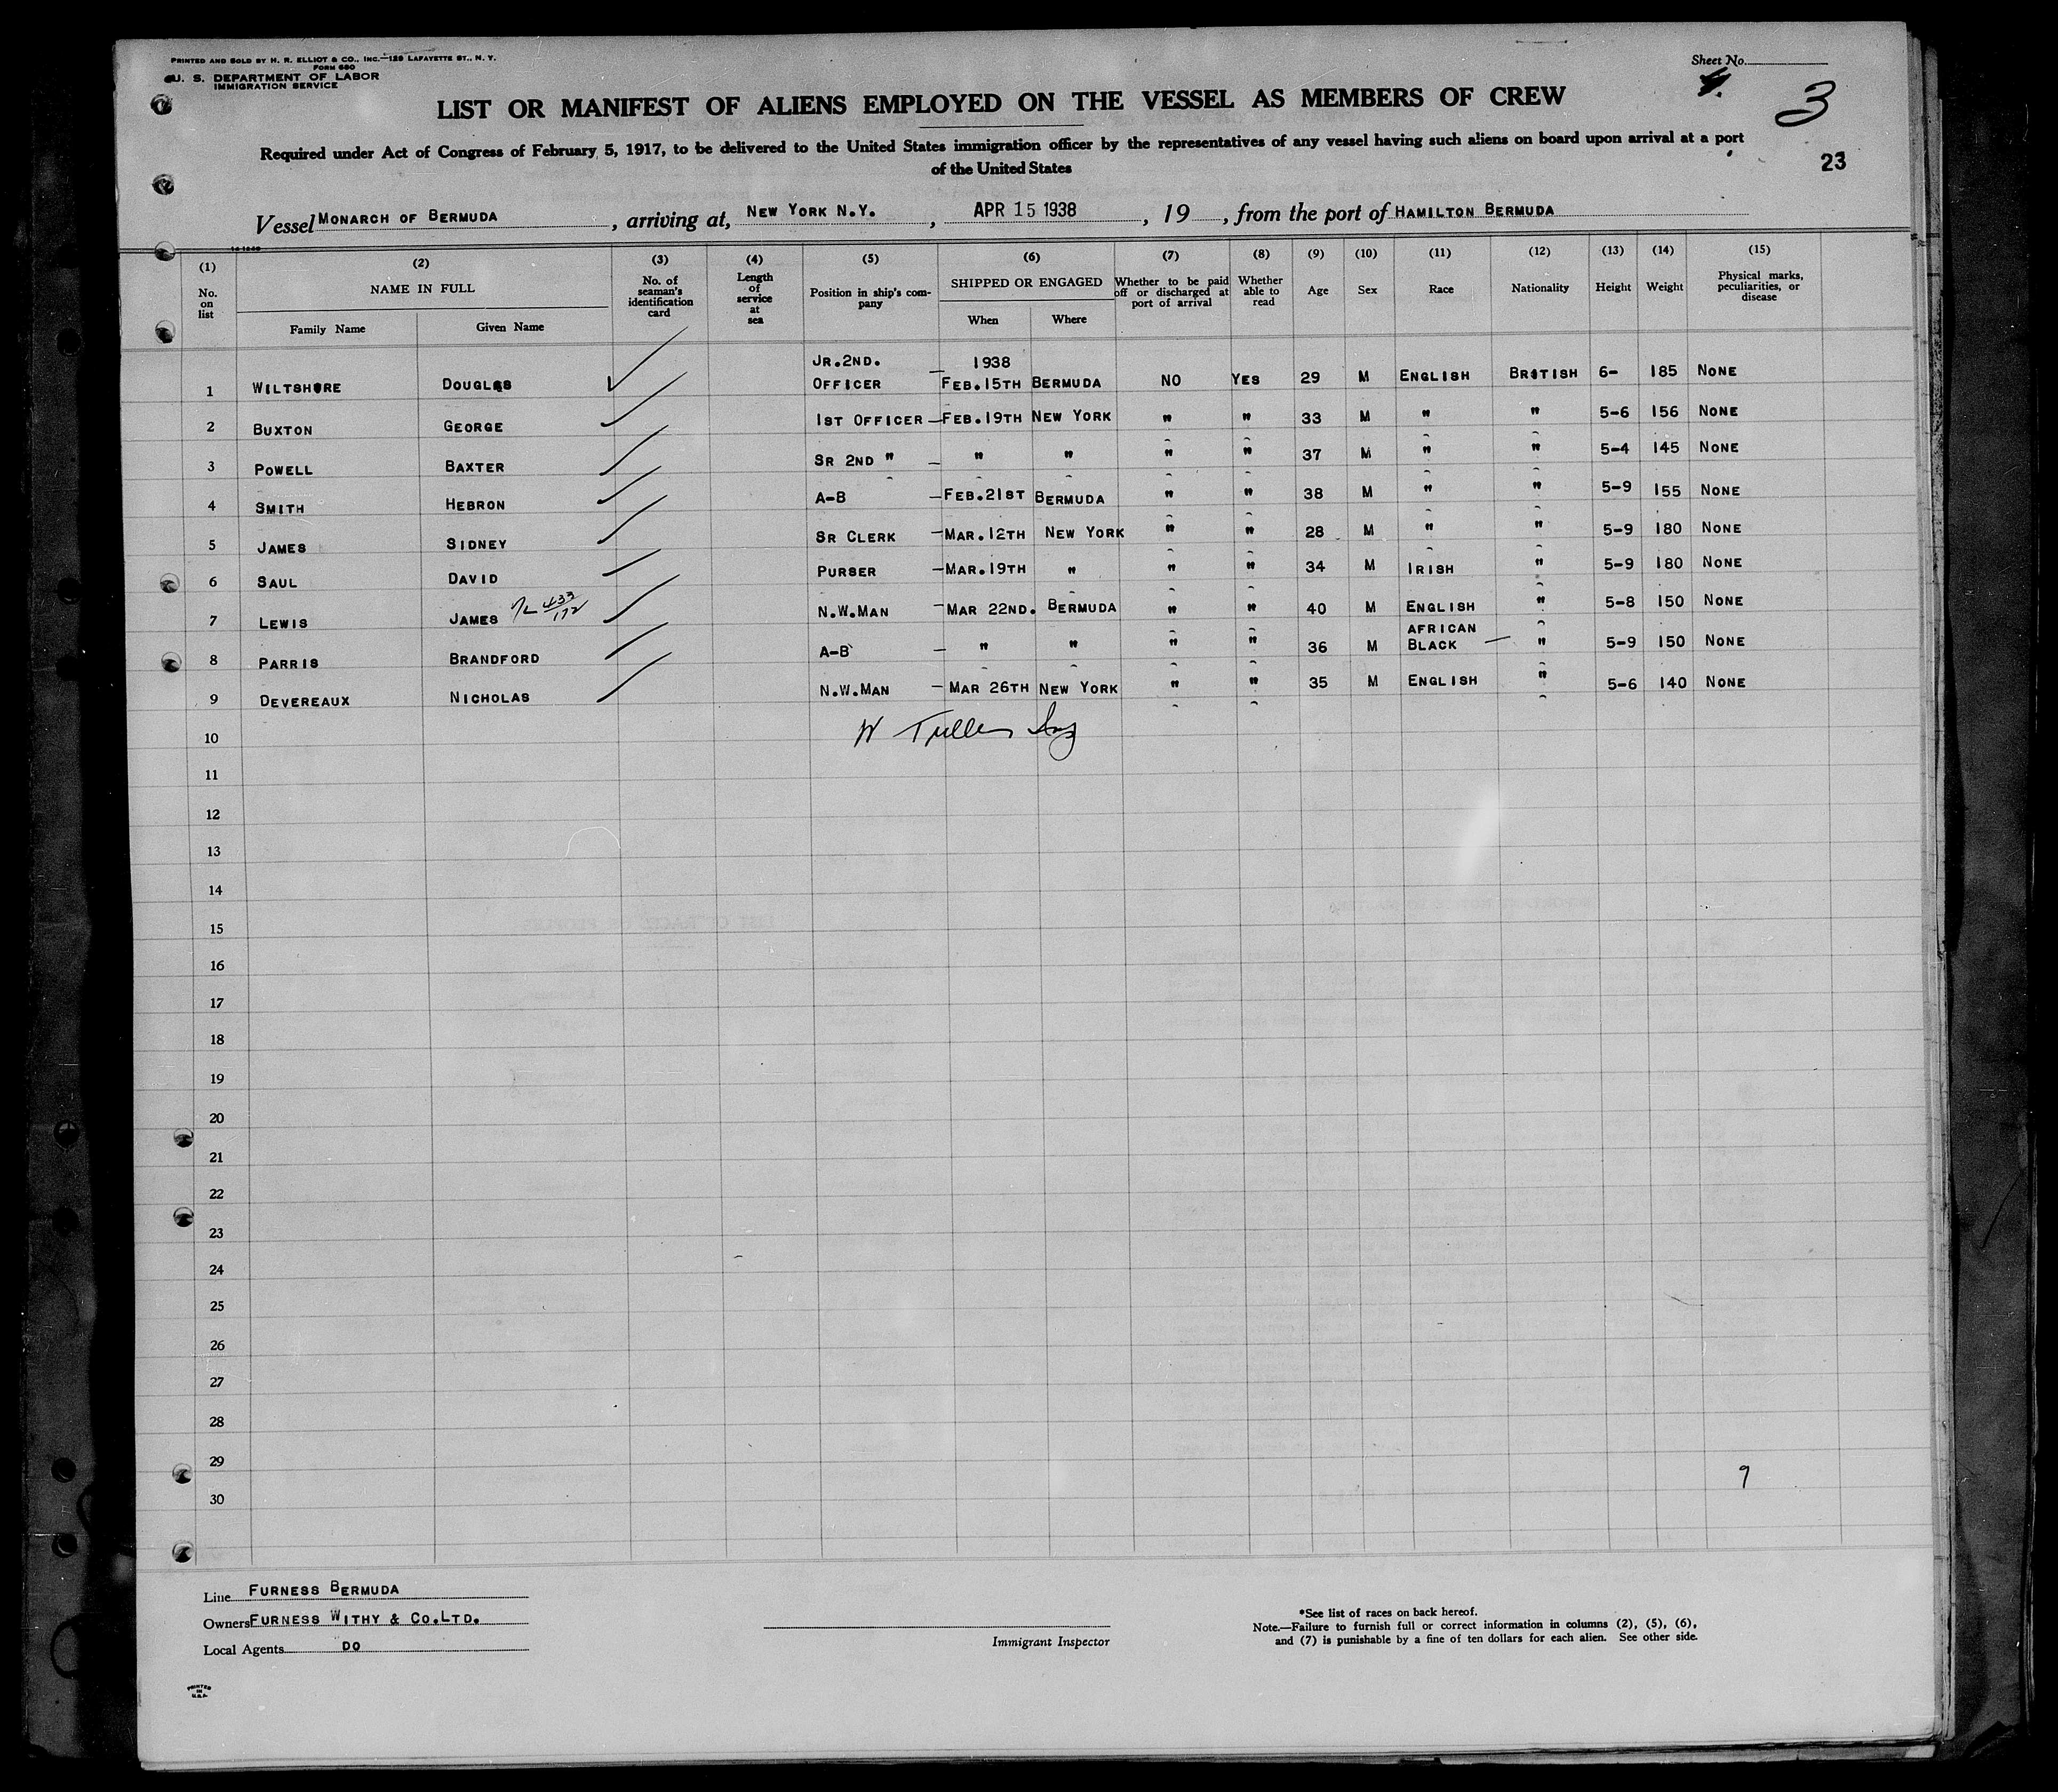 PRINTED AND SOLD BY H. R. ELLIOT & CO., INC.—129 LAFAYETTE ST., N. Y.
FORM 680
U. S. DEPARTMENT OF LABOR
IMMIGRATION SERVICE
Sheet No.
4.
3
23
LIST OR MANIFEST OF ALIENS EMPLOYED ON THE VESSEL AS MEMBERS OF CREW
Required under Act of Congress of February 5, 1917, to be delivered to the United States immigration officer by the representatives of any vessel having such aliens on board upon arrival at a port
of the United States
Vessel MONARCH OF BERMUDA, arriving at, NEW YORK N.Y., APR 15 1938, 19, from the port of HAMILTON BERMUDA
(1) No. on list
(2) NAME IN FULL Family Name Given Name
(3) No. of seaman's identification card
(4) Length of service at sea
(5) Position in ship's company
(6) SHIPPED OR ENGAGED When Where
(7) Whether to be paid off or discharged at port of arrival
(8) Whether able to read
(9) Age
(10) Sex
(11) Race
(12) Nationality
(13) Height
(14) Weight
(15) Physical marks, peculiarities, or disease
1 WILTSHORE DOUGLAS JR.2ND. OFFICER — 1938 FEB.15TH BERMUDA NO YES 29 M ENGLISH BRITISH 6- 185 NONE
2 BUXTON GEORGE 1ST OFFICER — FEB.19TH NEW YORK " " 33 M " " 5-6 156 NONE
3 POWELL BAXTER SR 2ND " — " " " " 37 M " " 5-4 145 NONE
4 SMITH HEBRON A-B — FEB.21ST BERMUDA " " 38 M " " 5-9 155 NONE
5 JAMES SIDNEY SR CLERK — MAR.12TH NEW YORK " " 28 M " " 5-9 180 NONE
6 SAUL DAVID PURSER — MAR.19TH " " " 34 M IRISH " 5-9 180 NONE
7 LEWIS JAMES 433/172 N.W.MAN — MAR 22ND. BERMUDA " " 40 M ENGLISH " 5-8 150 NONE
8 PARRIS BRANDFORD A-B — " " " " 36 M AFRICAN BLACK — " 5-9 150 NONE
9 DEVEREAUX NICHOLAS N.W.MAN — MAR 26TH NEW YORK " " 35 M ENGLISH " 5-6 140 NONE
10
11
12
13
14
15
16
17
18
19
20
21
22
23
24
25
26
27
28
29
30
9
Line FURNESS BERMUDA
Owners FURNESS WITHY & CO.LTD.
Local Agents DO
Immigrant Inspector
*See list of races on back hereof.
Note.—Failure to furnish full or correct information in columns (2), (5), (6),
and (7) is punishable by a fine of ten dollars for each alien. See other side.
PRINTED
IN
U.S.A.